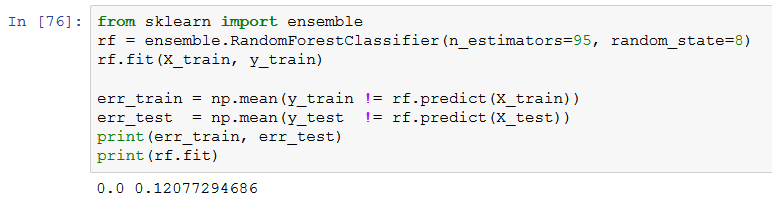 In [76]: from sklearn import ensemble
rf = ensemble.RandomForestClassifier(n_estimators=95, random_state=8)
rf.fit(X_train, y_train)
err_train = np.mean(y_train != rf.predict(X_train))
err_test  = np.mean(y_test  != rf.predict(X_test))
print(err_train, err_test)
print(rf.fit)
0.0 0.12077294686